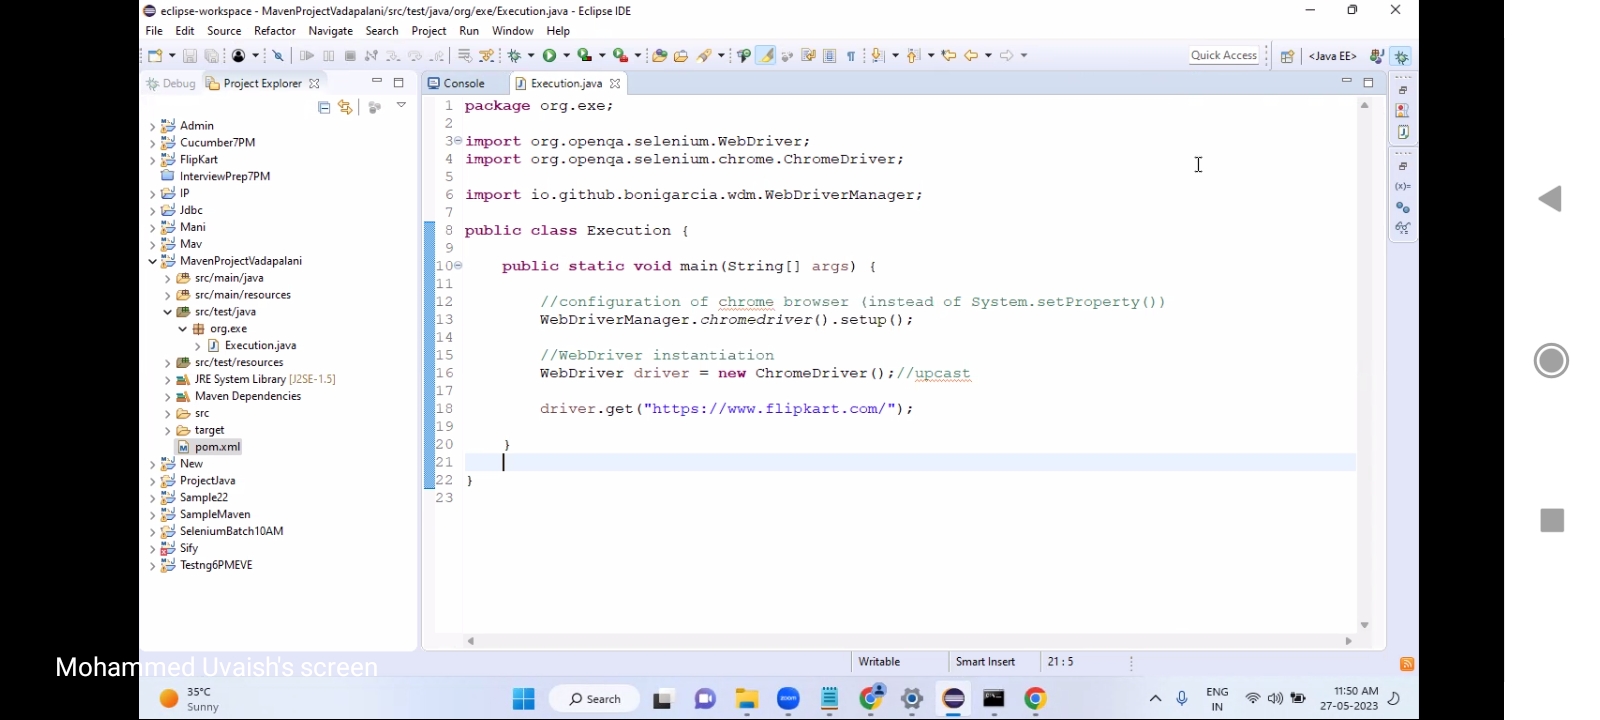 eclipse-workspace - MavenProjectVadapalani/src/test/java/org/exe/Execution.java - Eclipse IDE
File Edit Source Refactor Navigate Search Project Run Window Help
Quick Access
<Java EE>
Debug
Project Explorer
Admin
Cucumber7PM
FlipKart
InterviewPrep7PM
IP
Jdbc
Mani
Mav
MavenProjectVadapalani
src/main/java
src/main/resources
src/test/java
org.exe
Execution.java
src/test/resources
JRE System Library [J2SE-1.5]
Maven Dependencies
src
target
pom.xml
New
ProjectJava
Sample22
SampleMaven
SeleniumBatch10AM
Sify
Testng6PMEVE
Console
Execution.java
1 package org.exe;
2
3 import org.openqa.selenium.WebDriver;
4 import org.openqa.selenium.chrome.ChromeDriver;
5
6 import io.github.bonigarcia.wdm.WebDriverManager;
7
8 public class Execution {
9
10 public static void main(String[] args) {
11
12 //configuration of chrome browser (instead of System.setProperty())
13 WebDriverManager.chromedriver().setup();
14
15 //WebDriver instantiation
16 WebDriver driver = new ChromeDriver();//upcast
17
18 driver.get("https://www.flipkart.com/");
19
20 }
21
22 }
23
(x)=
Writable
Smart Insert
21 : 5
Mohammed Uvaish's screen
35°C
Sunny
Search
zoom
ENG
IN
11:50 AM
27-05-2023